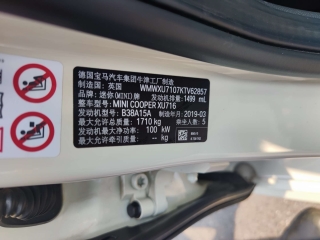 德国宝马汽车集团牛津工厂制造
制造国: 英国 WMWXU7107KTV62857
品牌: 迷你(MINI)牌 发动机排量: 1499 mL
整车型号: MINI COOPER XU716
发动机型号: B38A15A 制造年月: 2019-03
最大允许总质量: 1710 kg 乘坐人数: 5
发动机最大净功率: 100 kW
最大允许牵引质量: kg